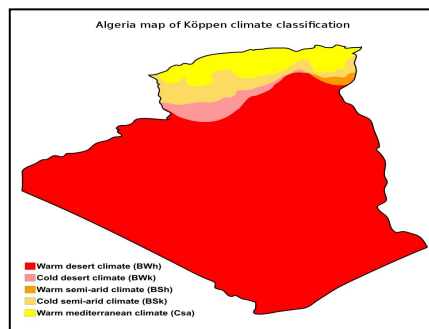 Algeria map of Köppen climate classification
Warm desert climate (BWh)
Cold desert climate (BWk)
Warm semi-arid climate (BSh)
Cold semi-arid climate (BSk)
Warm mediterranean climate (Csa)